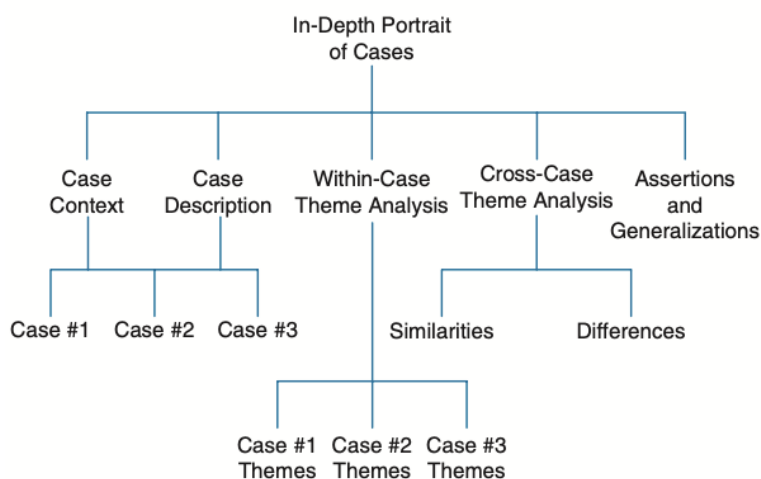 In-Depth Portrait
of Cases
Case
Context
Case
Description
Within-Case
Theme Analysis
Cross-Case
Theme Analysis
Assertions
and
Generalizations
Case #1
Case #2
Case #3
Similarities
Differences
Case #1
Themes
Case #2
Themes
Case #3
Themes